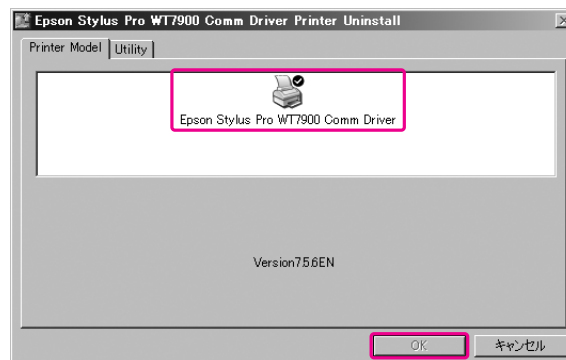 Epson Stylus Pro WT7900 Comm Driver Printer Uninstall
Printer Model Utility
Epson Stylus Pro WT7900 Comm Driver
Version7.5.6EN
OK キャンセル